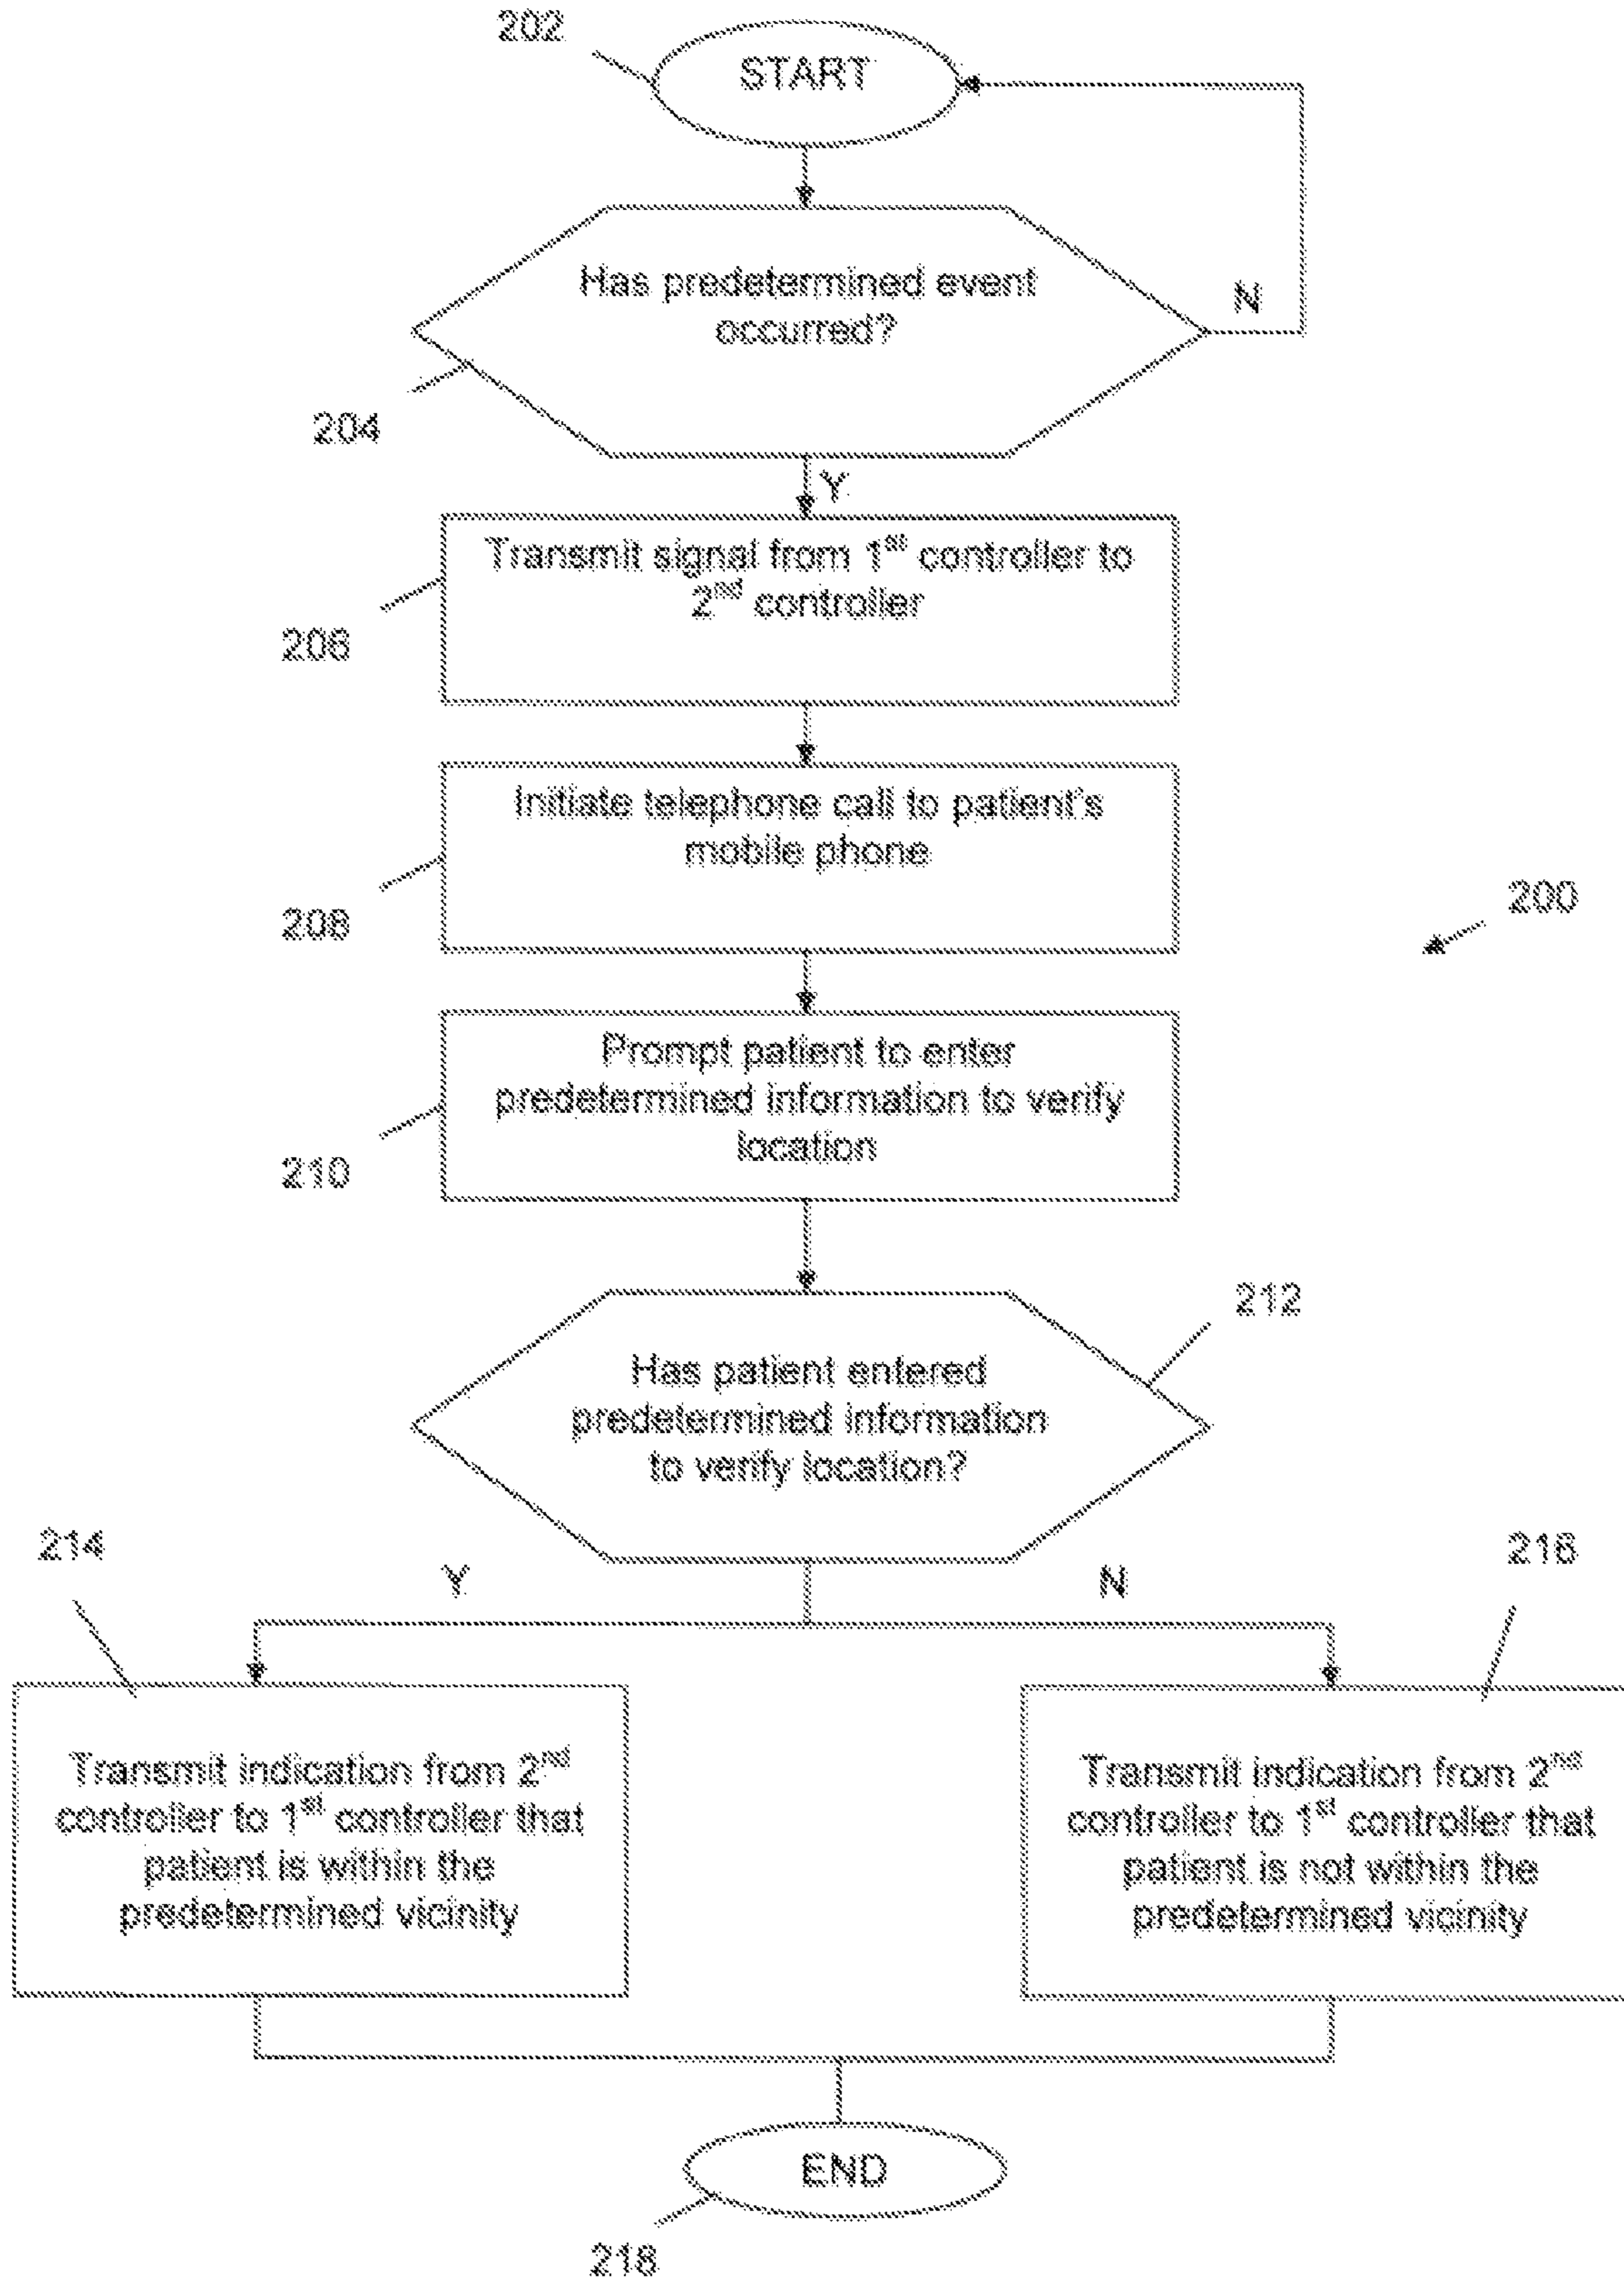 202
START
Has predetermined event
occurred?
N
204
Y
Transmit signal from 1st controller to
2nd controller
206
Initiate telephone call to patient's
mobile phone
208
200
Prompt patient to enter
predetermined information to verify
location
210
212
Has patient entered
predetermined information
to verify location?
214
Y
N
216
Transmit indication from 2nd
controller to 1st controller that
patient is within the
predetermined vicinity
Transmit indication from 2nd
controller to 1st controller that
patient is not within the
predetermined vicinity
END
218